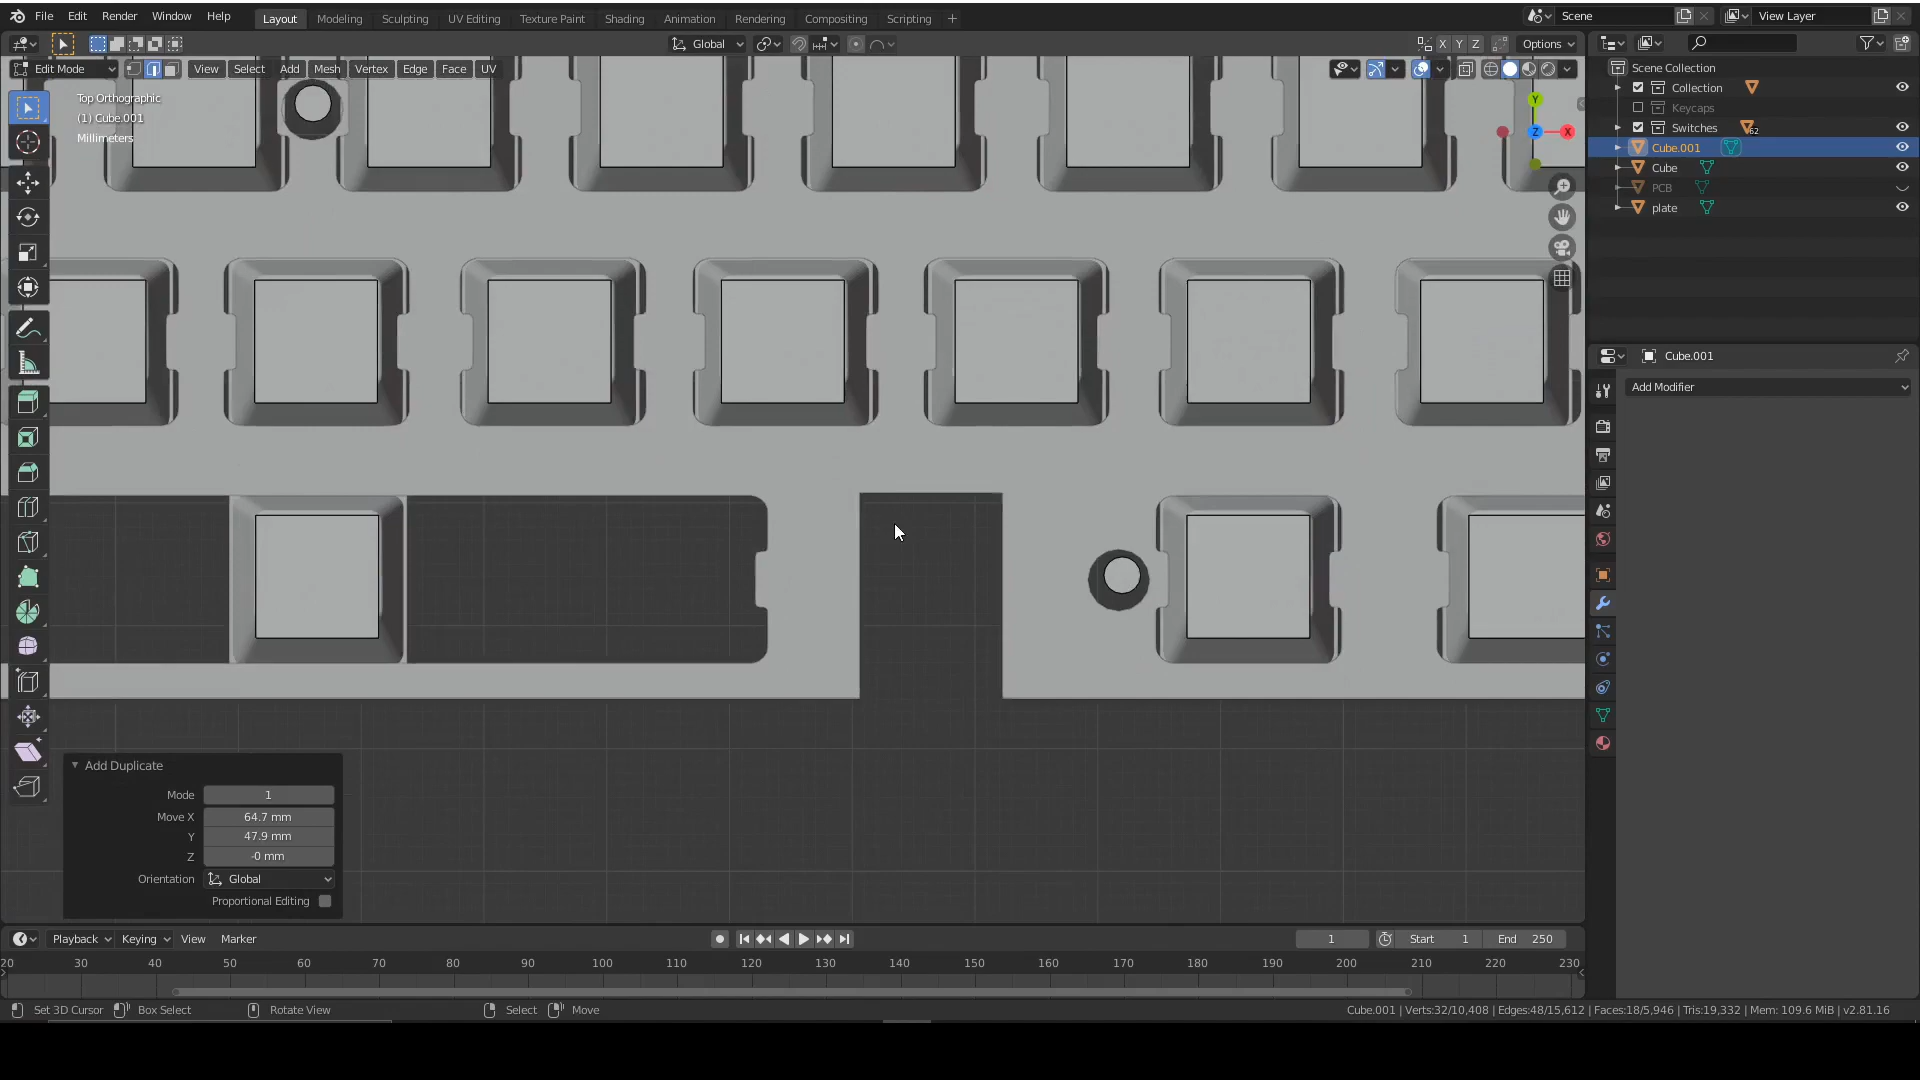 File Edit Render Window Help Layout Modeling Sculpting UV Editing Texture Paint Shading Animation Rendering Compositing Scripting + Scene View Layer
Global X Y Z Options
Edit Mode View Select Add Mesh Vertex Edge Face UV
Top Orthographic
(1) Cube.001
Millimeters
Y
Z
X
Scene Collection
Collection
Keycaps
Switches 62
Cube.001
Cube
PCB
plate
Cube.001
Add Modifier
Add Duplicate
Mode 1
Move X 64.7 mm
Y 47.9 mm
Z -0 mm
Orientation Global
Proportional Editing
Playback Keying View Marker 1 Start 1 End 250
20 30 40 50 60 70 80 90 100 110 120 130 140 150 160 170 180 190 200 210 220 230
Set 3D Cursor Box Select Rotate View Select Move Cube.001 | Verts:32/10,408 | Edges:48/15,612 | Faces:18/5,946 | Tris:19,332 | Mem: 109.6 MiB | v2.81.16